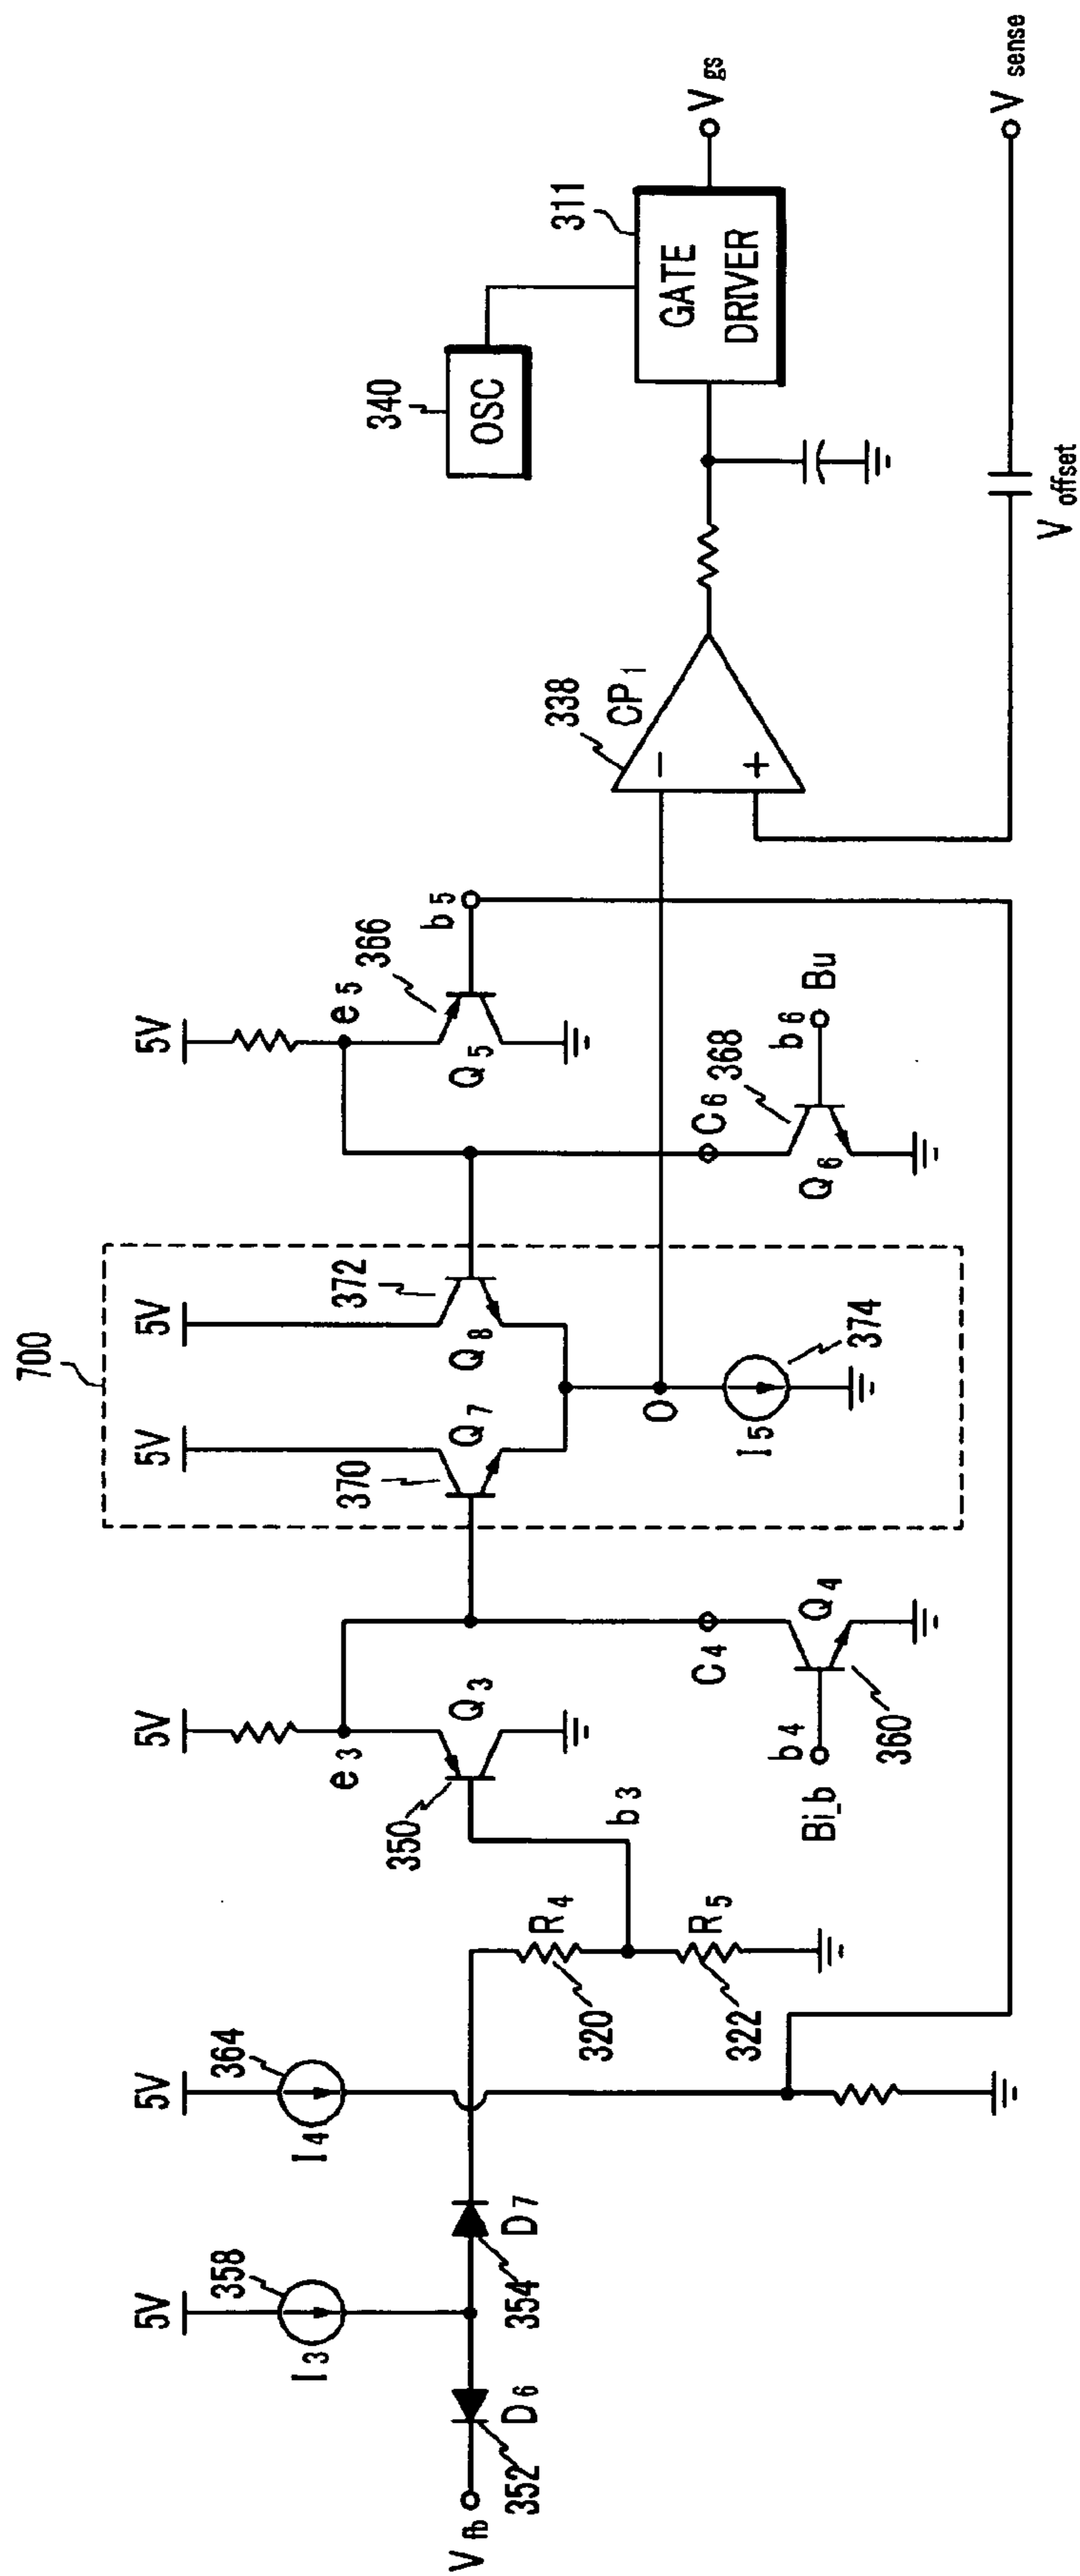 700
5V
5V
5V
5V
5V
5V
358
I3
364
I4
e3
350
Q3
370
Q7
Q8
372
e5
366
Q5
b5
340
OSC
311
GATE
DRIVER
Vgs
Vfb
D6
352
D7
354
R4
320
b3
R5
322
C4
b4
Bi_b
Q4
360
O
I5
374
C6
368
b6
Bu
Q6
338
CP1
−
+
Voffset
Vsense